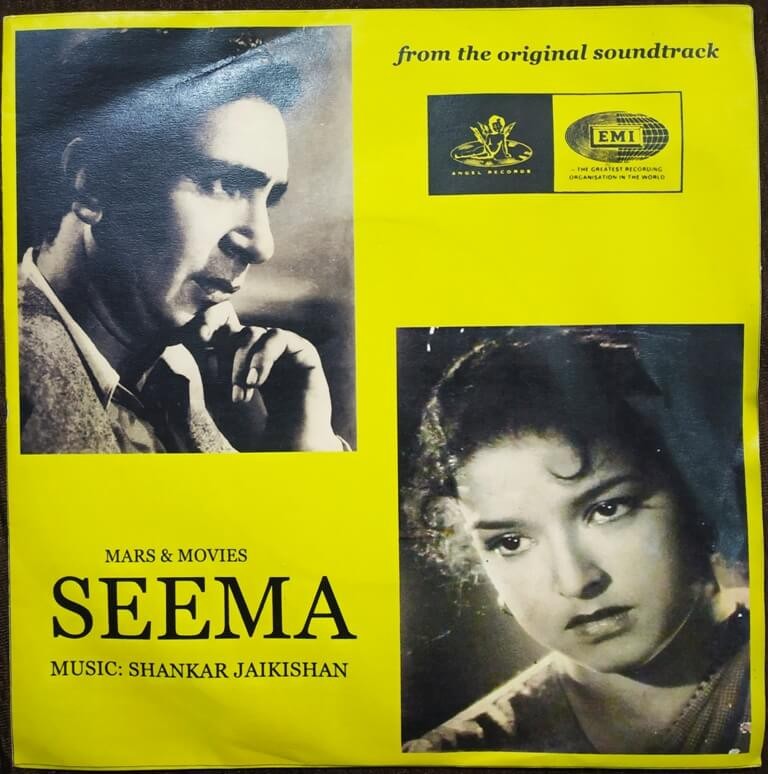 from the original soundtrack
ANGEL RECORDS
EMI
— THE GREATEST RECORDING
ORGANISATION IN THE WORLD
MARS & MOVIES
SEEMA
MUSIC: SHANKAR JAIKISHAN